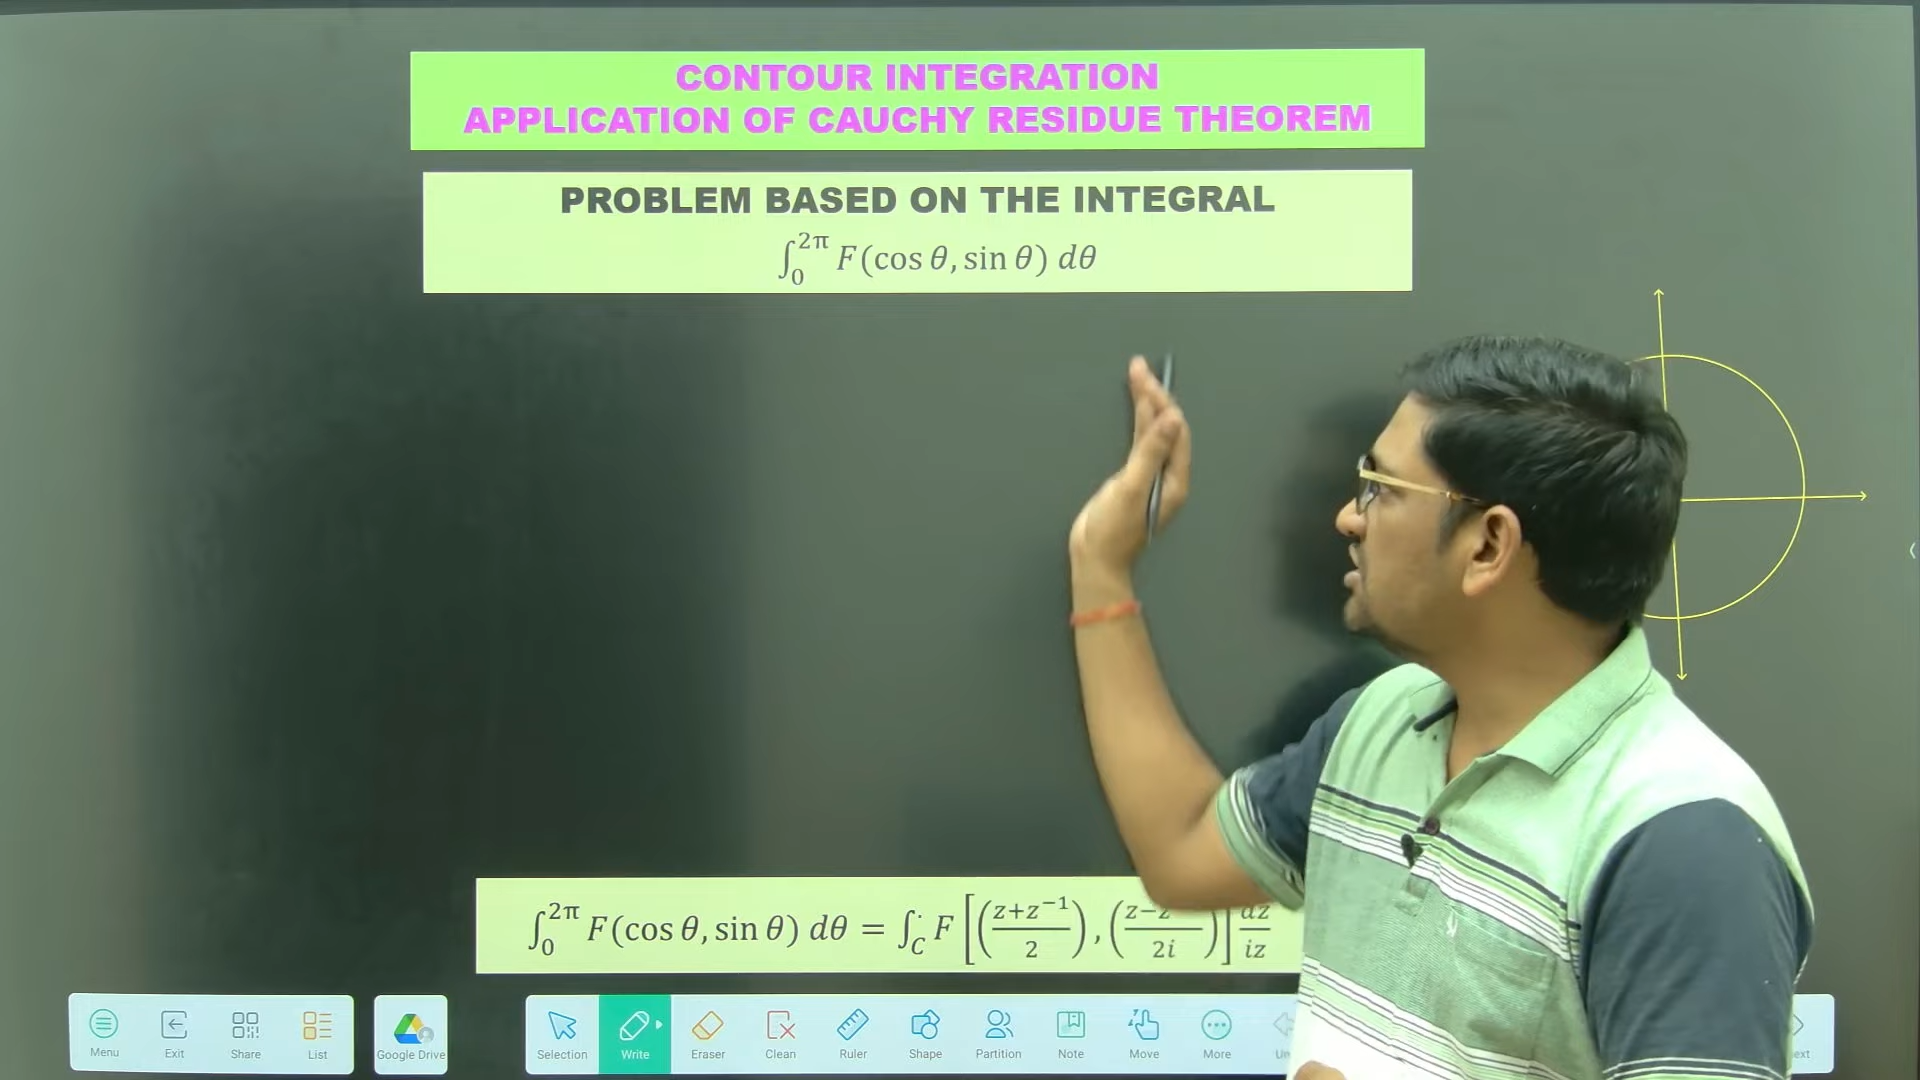 CONTOUR INTEGRATION
APPLICATION OF CAUCHY RESIDUE THEOREM
PROBLEM BASED ON THE INTEGRAL
∫₀^{2π} F(cos θ, sin θ) dθ
∫₀^{2π} F(cos θ, sin θ) dθ = ∫_C F [((z+z⁻¹)/2), ((z−z)/2i)] dz/iz
Menu Exit Share List Google Drive Selection Write Eraser Clean Ruler Shape Partition Note Move More